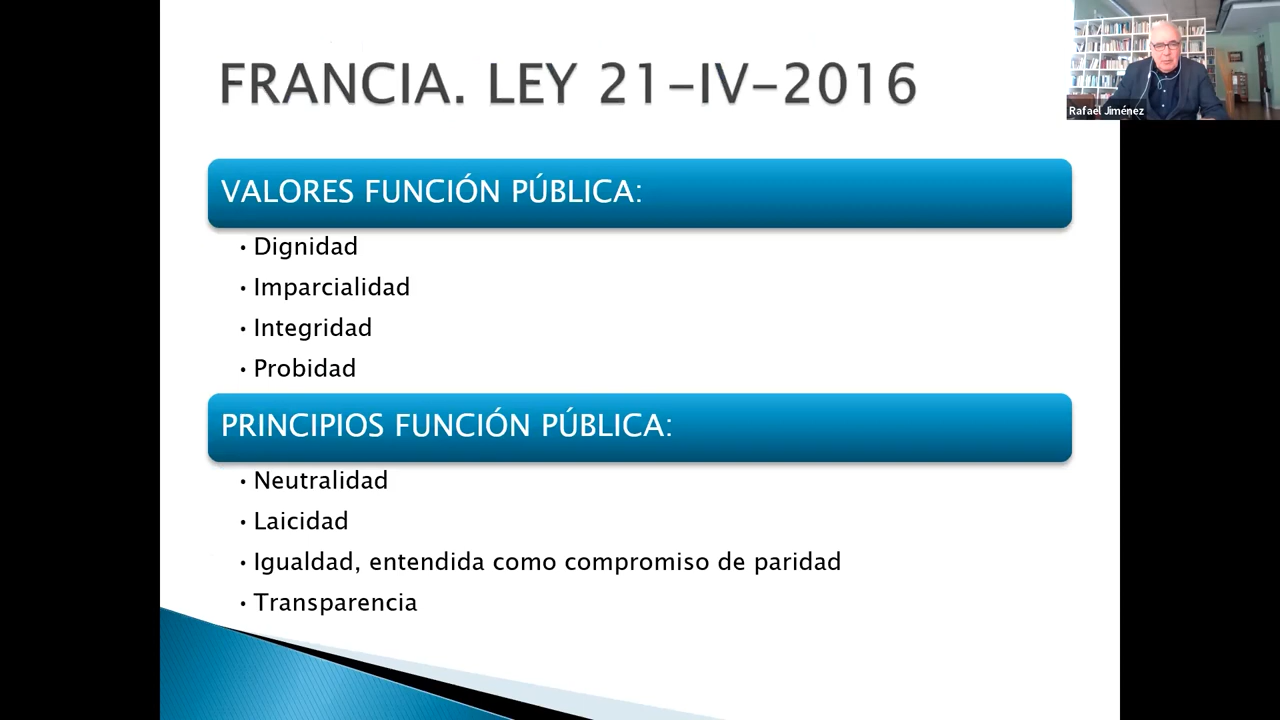 FRANCIA. LEY 21-IV-2016
Rafael Jiménez
VALORES FUNCIÓN PÚBLICA:
• Dignidad
• Imparcialidad
• Integridad
• Probidad
PRINCIPIOS FUNCIÓN PÚBLICA:
• Neutralidad
• Laicidad
• Igualdad, entendida como compromiso de paridad
• Transparencia